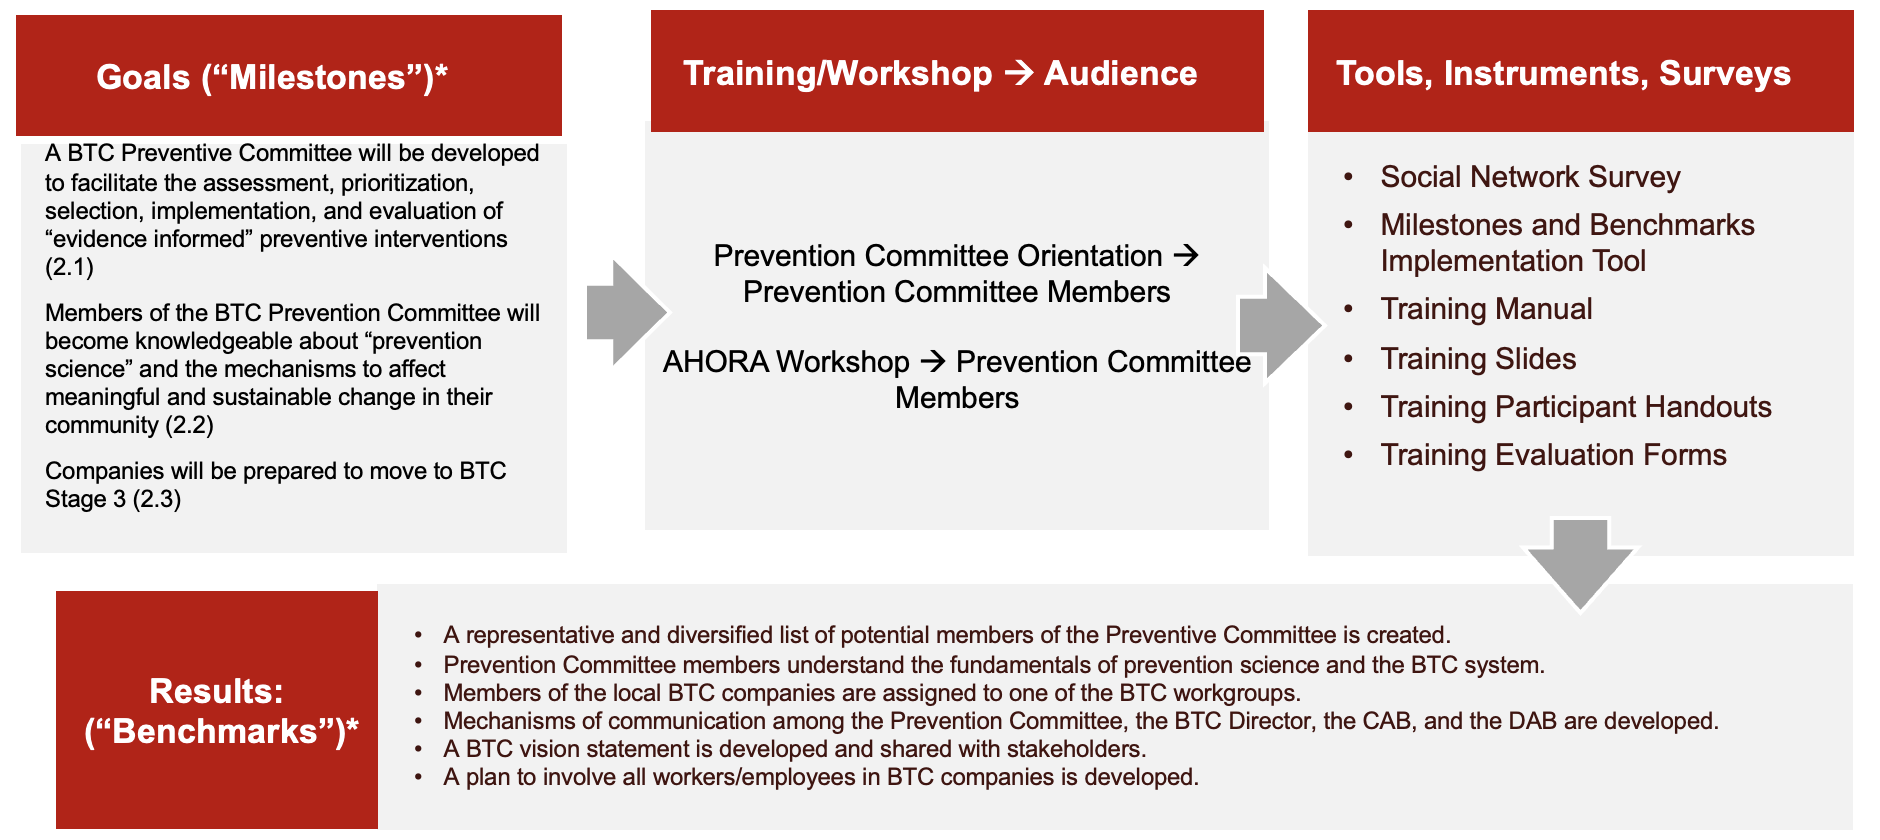 Goals (“Milestones”)*
A BTC Preventive Committee will be developed
to facilitate the assessment, prioritization,
selection, implementation, and evaluation of
“evidence informed” preventive interventions
(2.1)
Members of the BTC Prevention Committee will
become knowledgeable about “prevention
science” and the mechanisms to affect
meaningful and sustainable change in their
community (2.2)
Companies will be prepared to move to BTC
Stage 3 (2.3)
Training/Workshop → Audience
Prevention Committee Orientation →
Prevention Committee Members
AHORA Workshop → Prevention Committee
Members
Tools, Instruments, Surveys
• Social Network Survey
• Milestones and Benchmarks
Implementation Tool
• Training Manual
• Training Slides
• Training Participant Handouts
• Training Evaluation Forms
Results:
(“Benchmarks”)*
• A representative and diversified list of potential members of the Preventive Committee is created.
• Prevention Committee members understand the fundamentals of prevention science and the BTC system.
• Members of the local BTC companies are assigned to one of the BTC workgroups.
• Mechanisms of communication among the Prevention Committee, the BTC Director, the CAB, and the DAB are developed.
• A BTC vision statement is developed and shared with stakeholders.
• A plan to involve all workers/employees in BTC companies is developed.